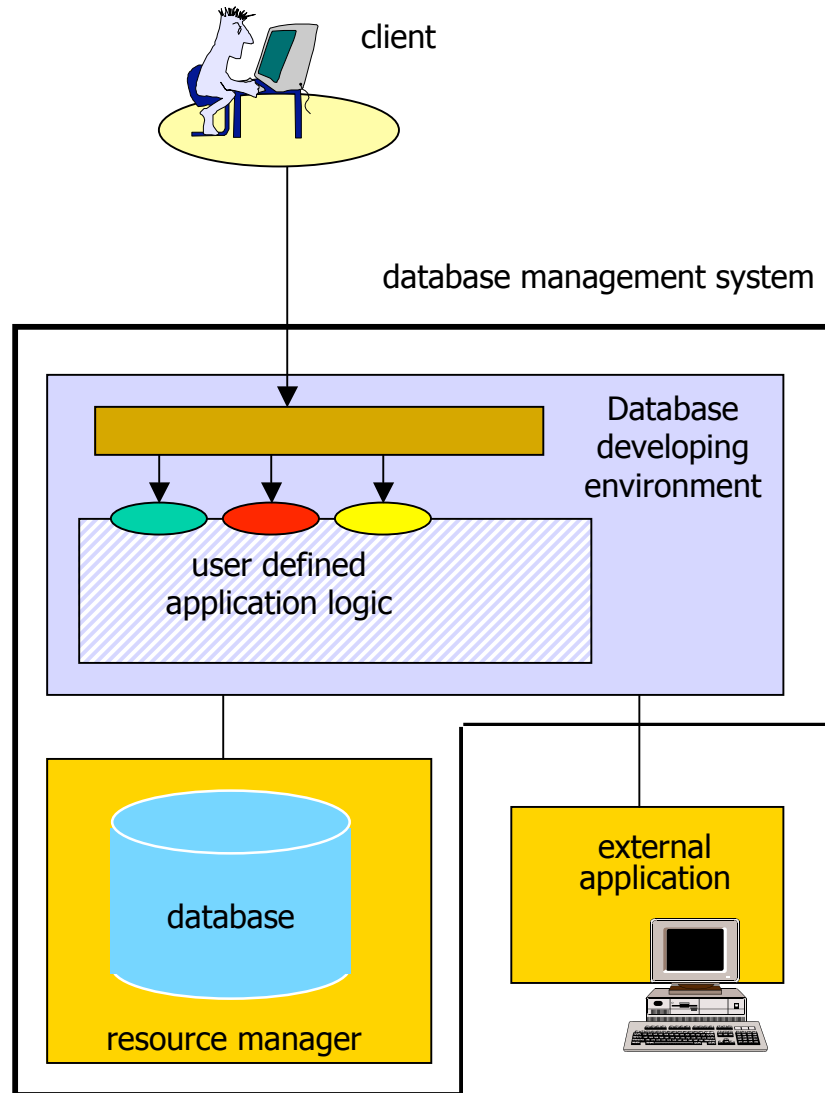 client
database management system
Database
developing
environment
user defined
application logic
database
resource manager
external
application